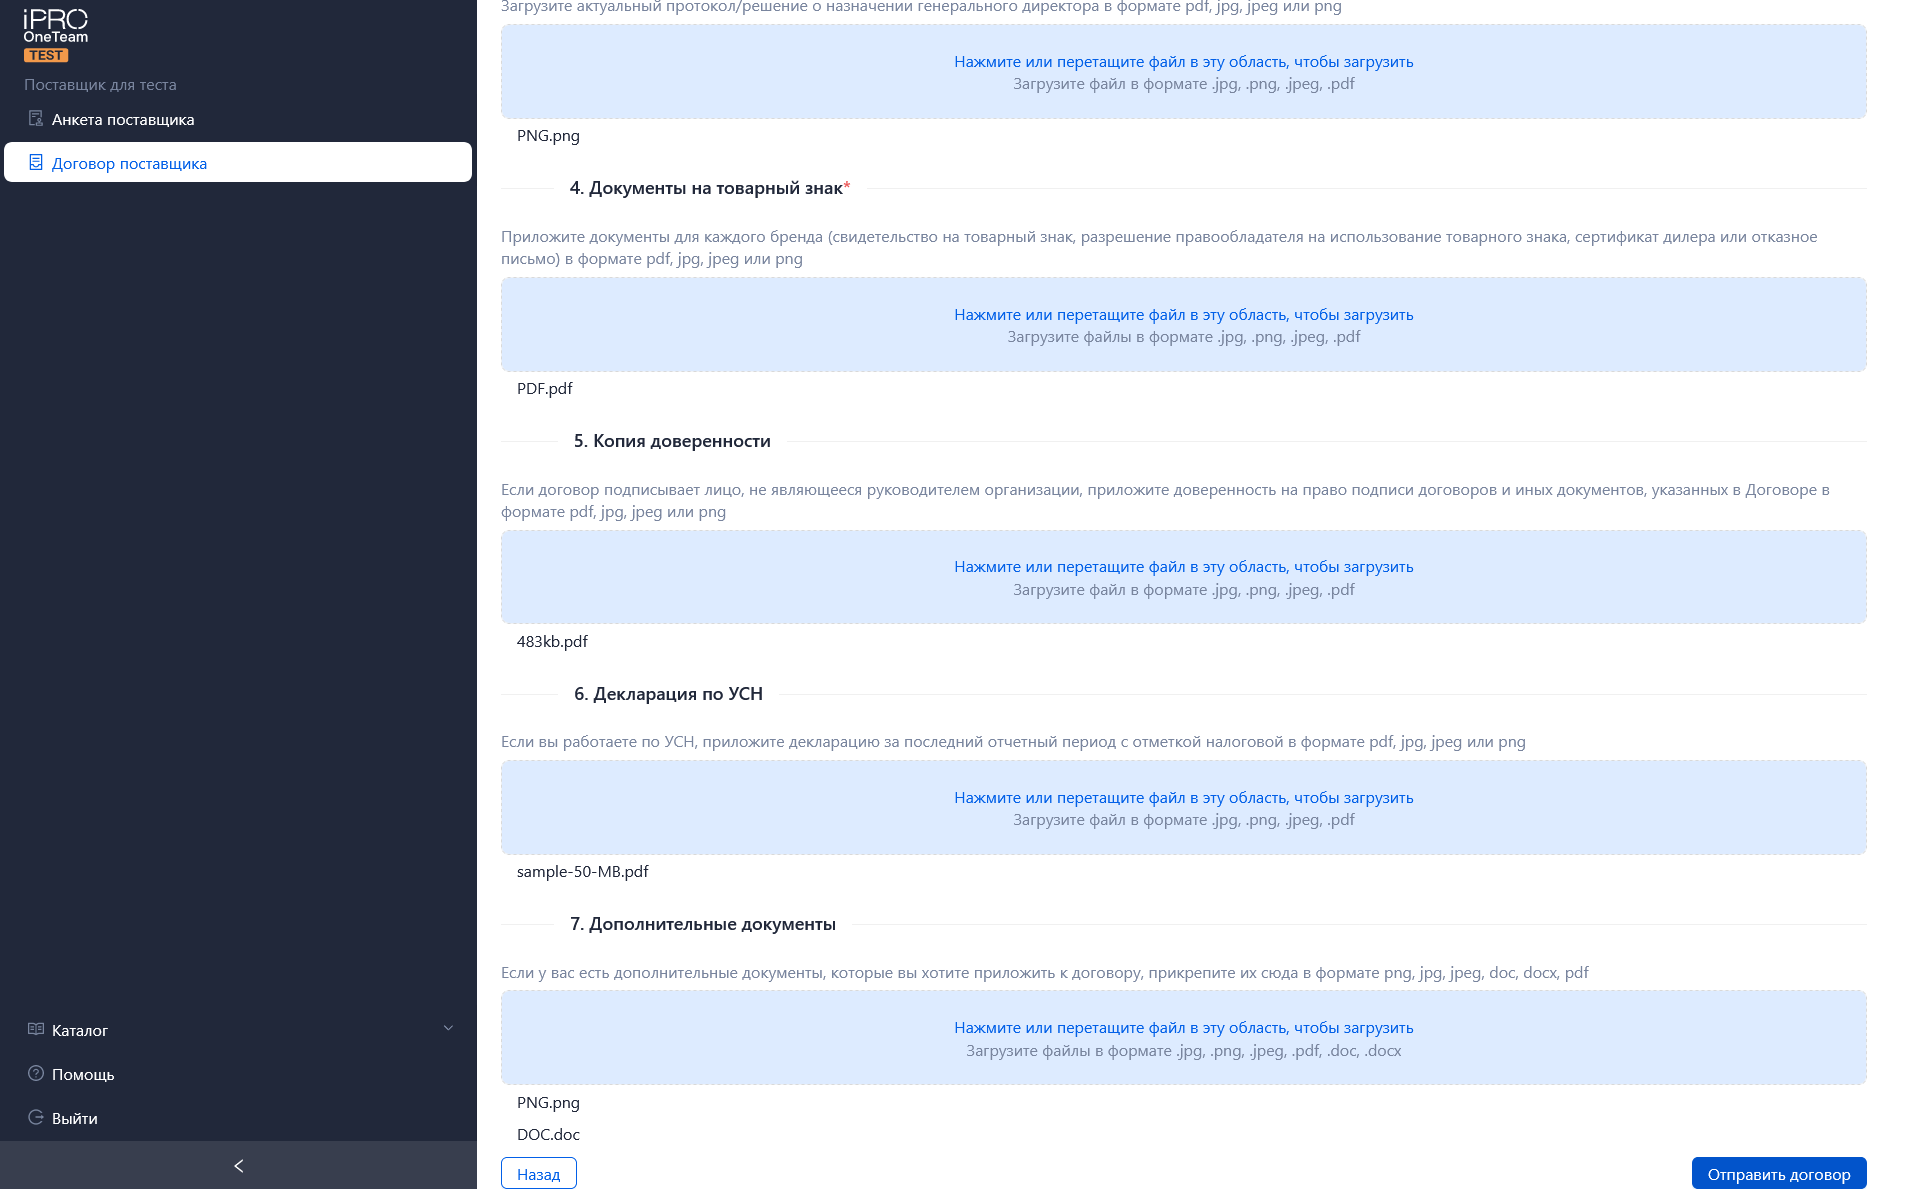 iPRO
OneTeam
TEST
Поставщик для теста
Анкета поставщика
Договор поставщика
Каталог
Помощь
Выйти
Загрузите актуальный протокол/решение о назначении генерального директора в формате pdf, jpg, jpeg или png
Нажмите или перетащите файл в эту область, чтобы загрузить
Загрузите файл в формате .jpg, .png, .jpeg, .pdf
PNG.png
4. Документы на товарный знак*
Приложите документы для каждого бренда (свидетельство на товарный знак, разрешение правообладателя на использование товарного знака, сертификат дилера или отказное
письмо) в формате pdf, jpg, jpeg или png
Нажмите или перетащите файл в эту область, чтобы загрузить
Загрузите файлы в формате .jpg, .png, .jpeg, .pdf
PDF.pdf
5. Копия доверенности
Если договор подписывает лицо, не являющееся руководителем организации, приложите доверенность на право подписи договоров и иных документов, указанных в Договоре в
формате pdf, jpg, jpeg или png
Нажмите или перетащите файл в эту область, чтобы загрузить
Загрузите файл в формате .jpg, .png, .jpeg, .pdf
483kb.pdf
6. Декларация по УСН
Если вы работаете по УСН, приложите декларацию за последний отчетный период с отметкой налоговой в формате pdf, jpg, jpeg или png
Нажмите или перетащите файл в эту область, чтобы загрузить
Загрузите файл в формате .jpg, .png, .jpeg, .pdf
sample-50-MB.pdf
7. Дополнительные документы
Если у вас есть дополнительные документы, которые вы хотите приложить к договору, прикрепите их сюда в формате png, jpg, jpeg, doc, docx, pdf
Нажмите или перетащите файл в эту область, чтобы загрузить
Загрузите файлы в формате .jpg, .png, .jpeg, .pdf, .doc, .docx
PNG.png
DOC.doc
Назад
Отправить договор